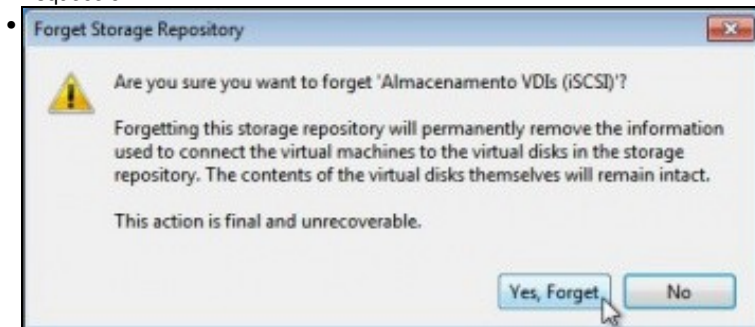 Forget Storage Repository
Are you sure you want to forget 'Almacenamento VDIs (iSCSI)'?
Forgetting this storage repository will permanently remove the information
used to connect the virtual machines to the virtual disks in the storage
repository. The contents of the virtual disks themselves will remain intact.
This action is final and unrecoverable.
Yes, Forget
No